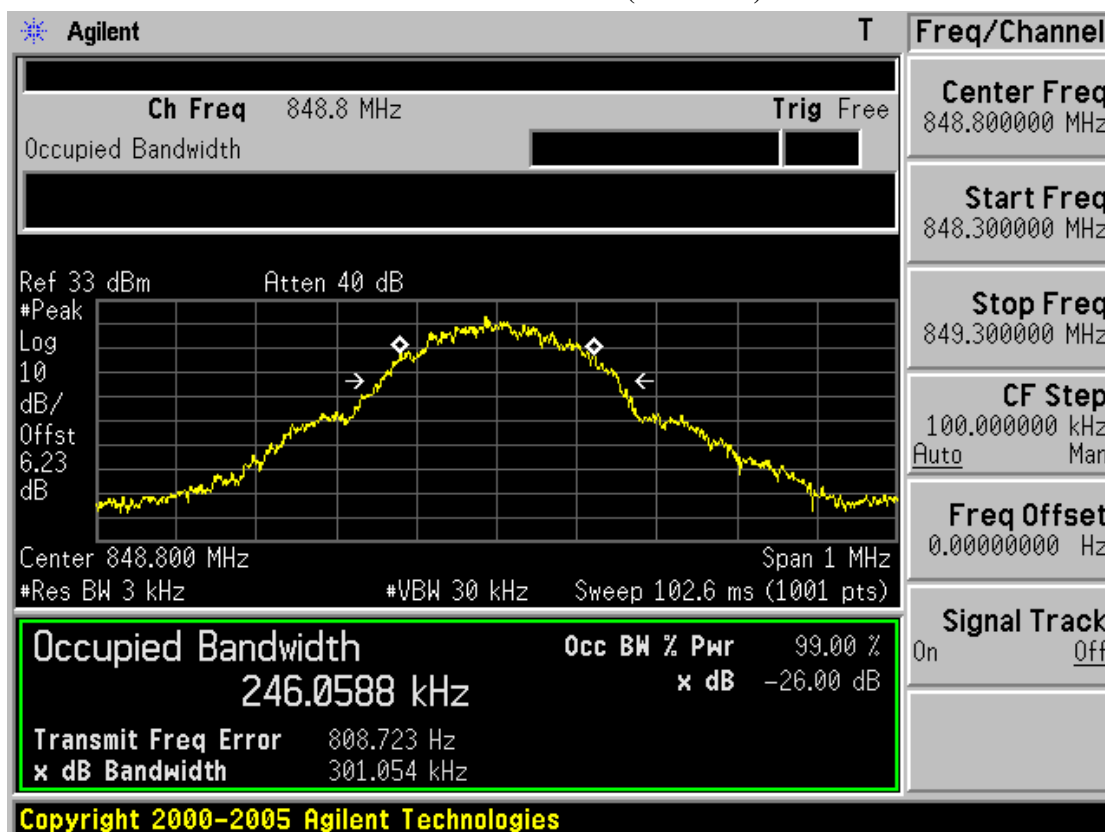 Agilent T Freq/Channel
Ch Freq 848.8 MHz Trig Free
Occupied Bandwidth
Center Freq
848.800000 MHz
Start Freq
848.300000 MHz
Stop Freq
849.300000 MHz
CF Step
100.000000 kHz
Auto Man
Freq Offset
0.00000000 Hz
Signal Track
On Off
Ref 33 dBm Atten 40 dB
#Peak
Log
10
dB/
Offst
6.23
dB
Center 848.800 MHz Span 1 MHz
#Res BW 3 kHz #VBW 30 kHz Sweep 102.6 ms (1001 pts)
Occupied Bandwidth Occ BW % Pwr 99.00 %
246.0588 kHz x dB -26.00 dB
Transmit Freq Error 808.723 Hz
x dB Bandwidth 301.054 kHz
Copyright 2000-2005 Agilent Technologies